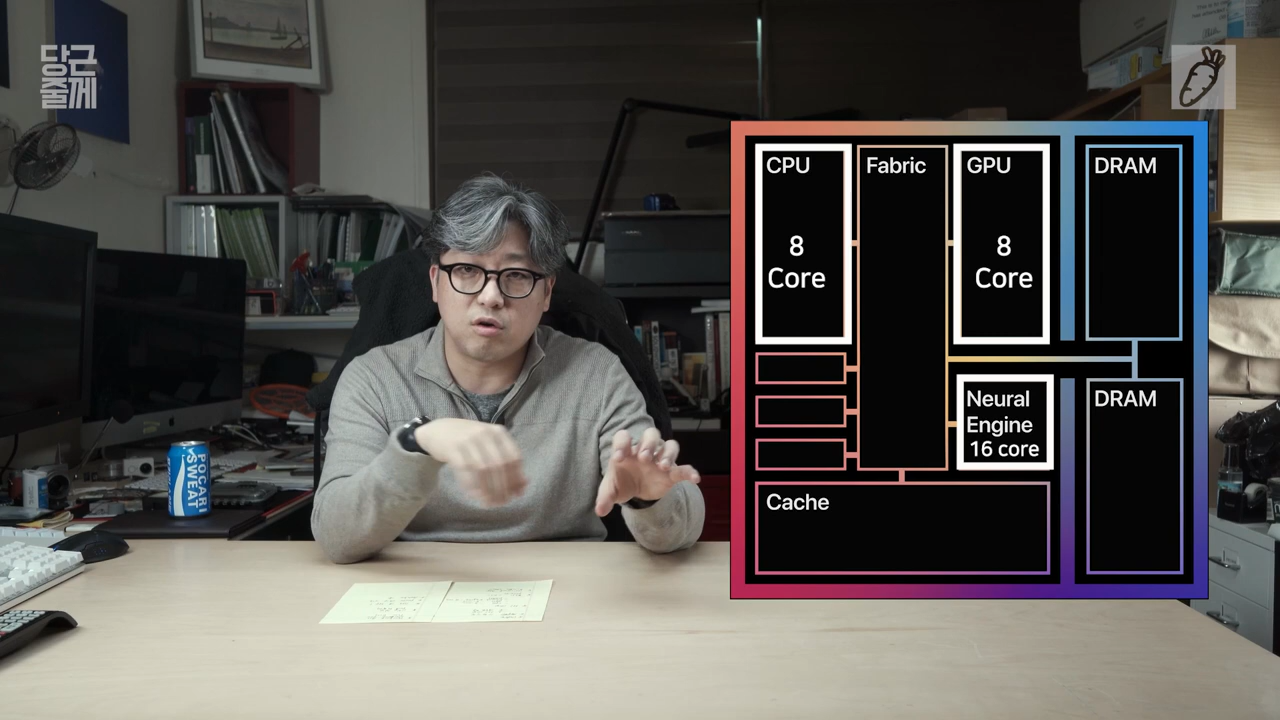 당근
줄께
CPU
8
Core
Fabric
GPU
8
Core
DRAM
Neural
Engine
16 core
DRAM
Cache
POCARI
SWEAT